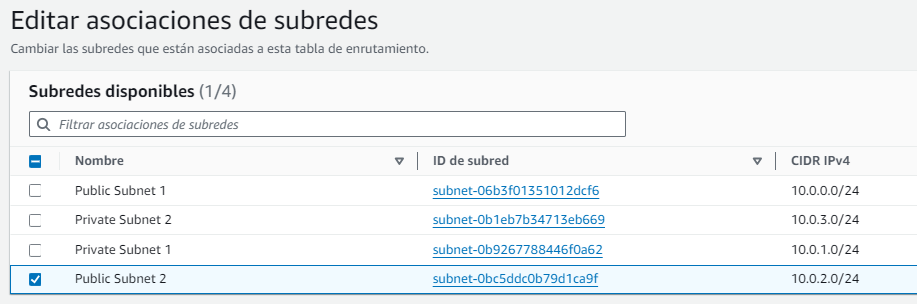 Editar asociaciones de subredes
Cambiar las subredes que están asociadas a esta tabla de enrutamiento.
Subredes disponibles (1/4)
Filtrar asociaciones de subredes
Nombre ID de subred CIDR IPv4
Public Subnet 1 subnet-06b3f01351012dcf6 10.0.0.0/24
Private Subnet 2 subnet-0b1eb7b34713eb669 10.0.3.0/24
Private Subnet 1 subnet-0b9267788446f0a62 10.0.1.0/24
Public Subnet 2 subnet-0bc5ddc0b79d1ca9f 10.0.2.0/24